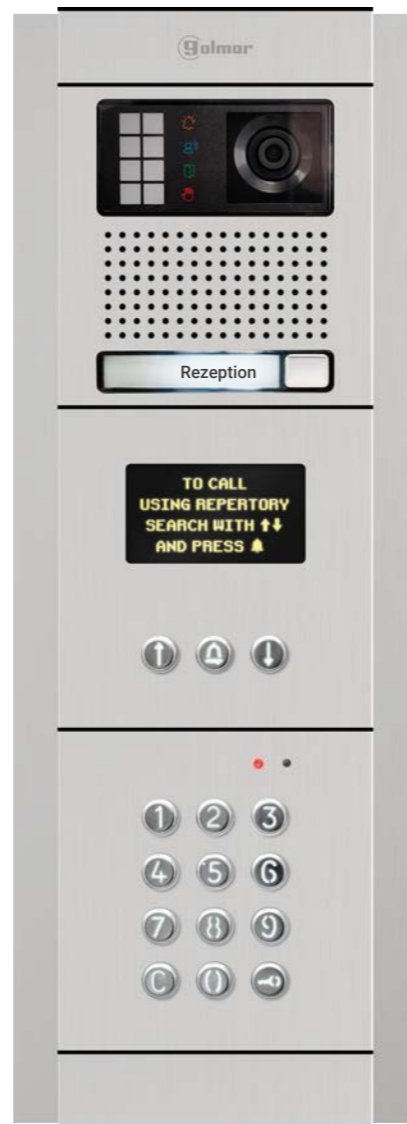 golmar
Rezeption
TO CALL
USING REPERTORY
SEARCH WITH ↑↓
AND PRESS 🔔
1 2 3
4 5 6
7 8 9
C 0